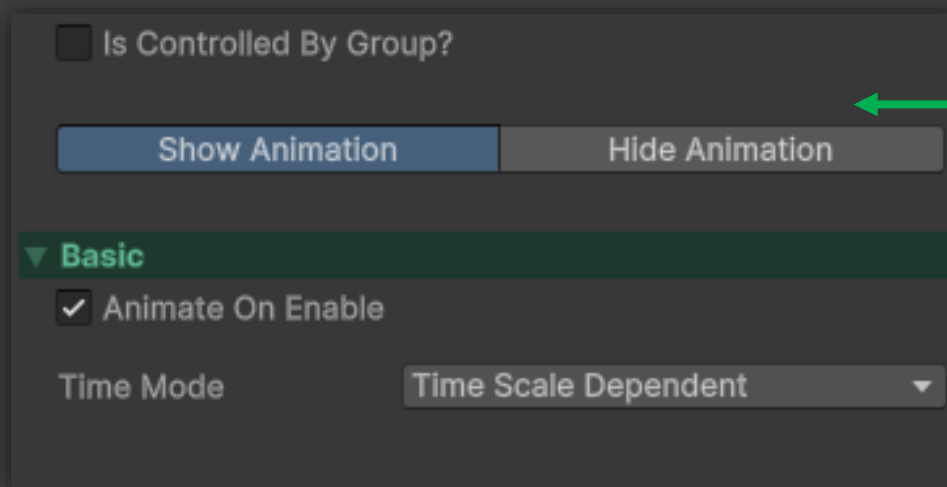 Is Controlled By Group?
Show Animation Hide Animation
Basic
Animate On Enable
Time Mode Time Scale Dependent